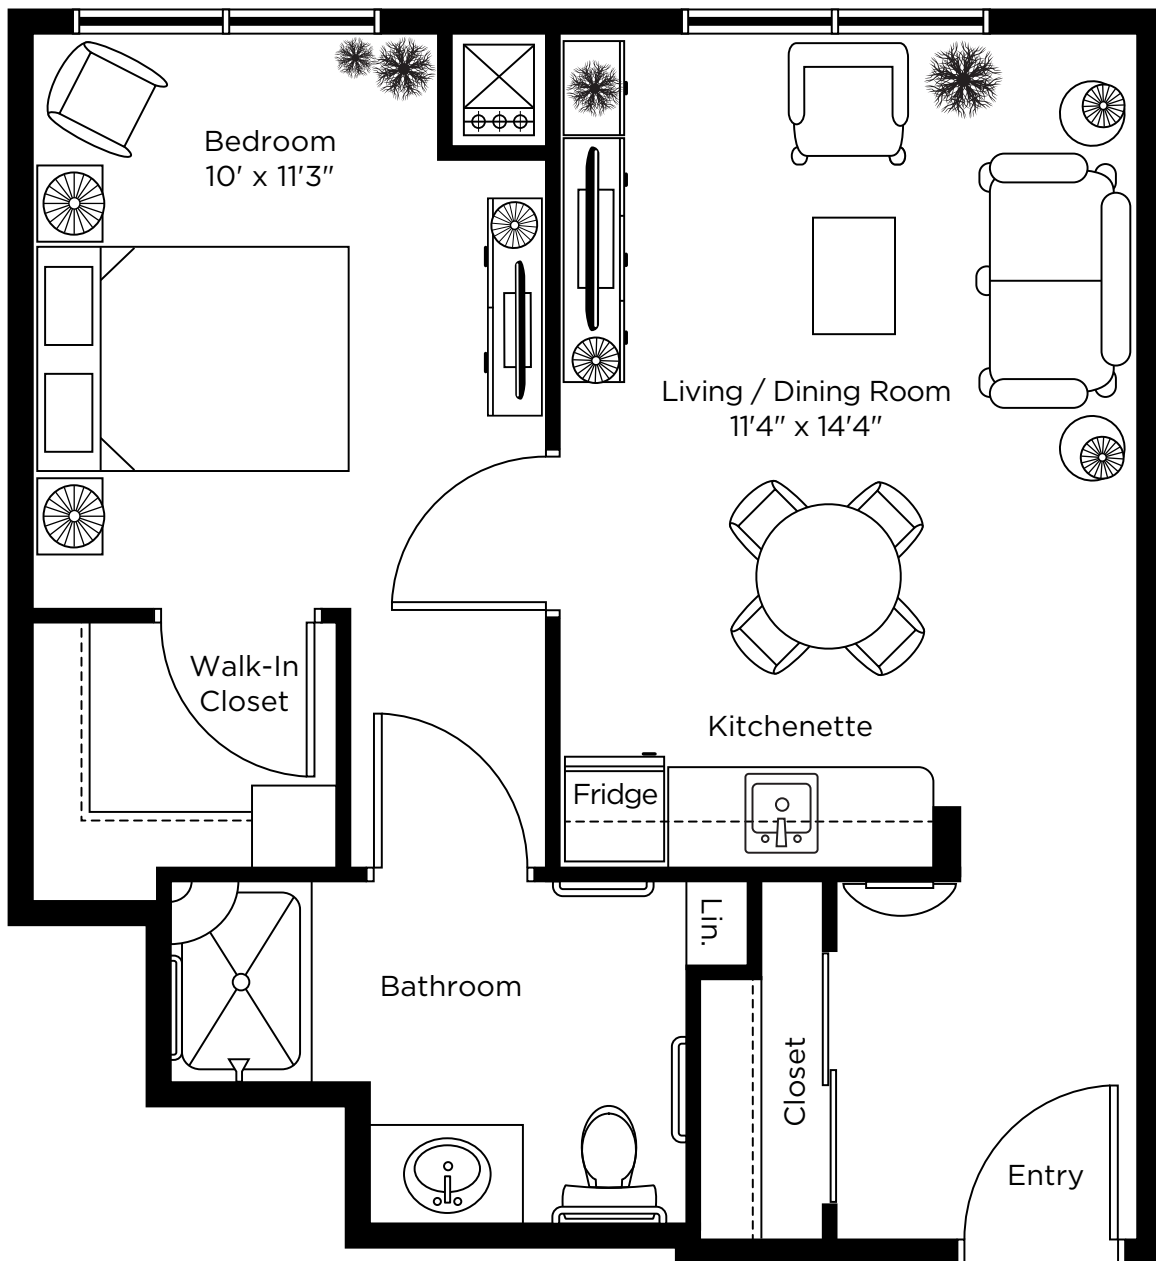 Bedroom
10' x 11'3"
Living / Dining Room
11'4" x 14'4"
Walk-In
Closet
Kitchenette
Fridge
Lin.
Bathroom
Closet
Entry